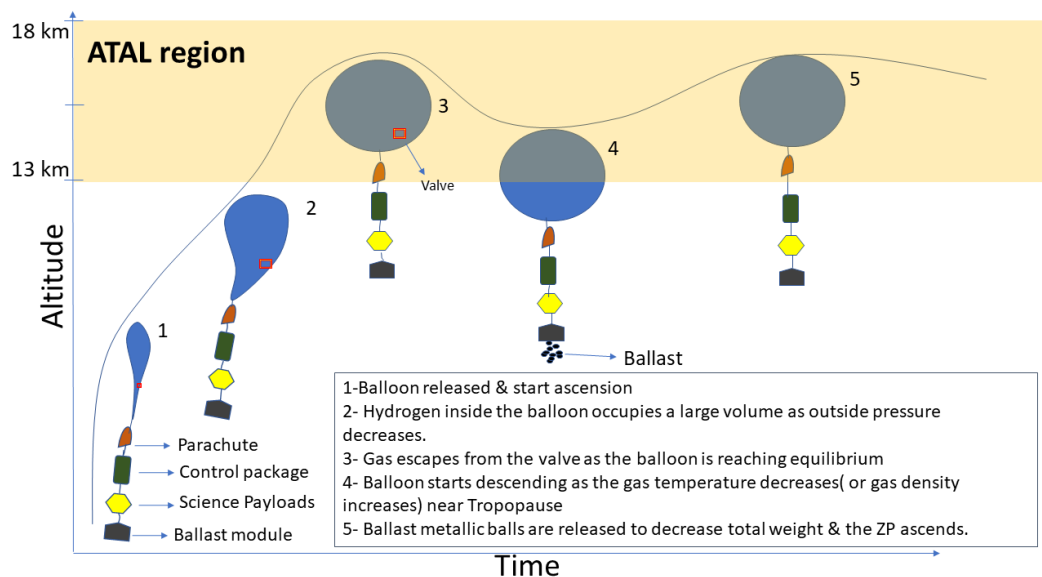 18 km
ATAL region
5
3
4
13 km
Valve
2
Altitude
1
Ballast
1-Balloon released & start ascension
2- Hydrogen inside the balloon occupies a large volume as outside pressure
decreases.
3- Gas escapes from the valve as the balloon is reaching equilibrium
4- Balloon starts descending as the gas temperature decreases( or gas density
increases) near Tropopause
5- Ballast metallic balls are released to decrease total weight & the ZP ascends.
Parachute
Control package
Science Payloads
Ballast module
Time